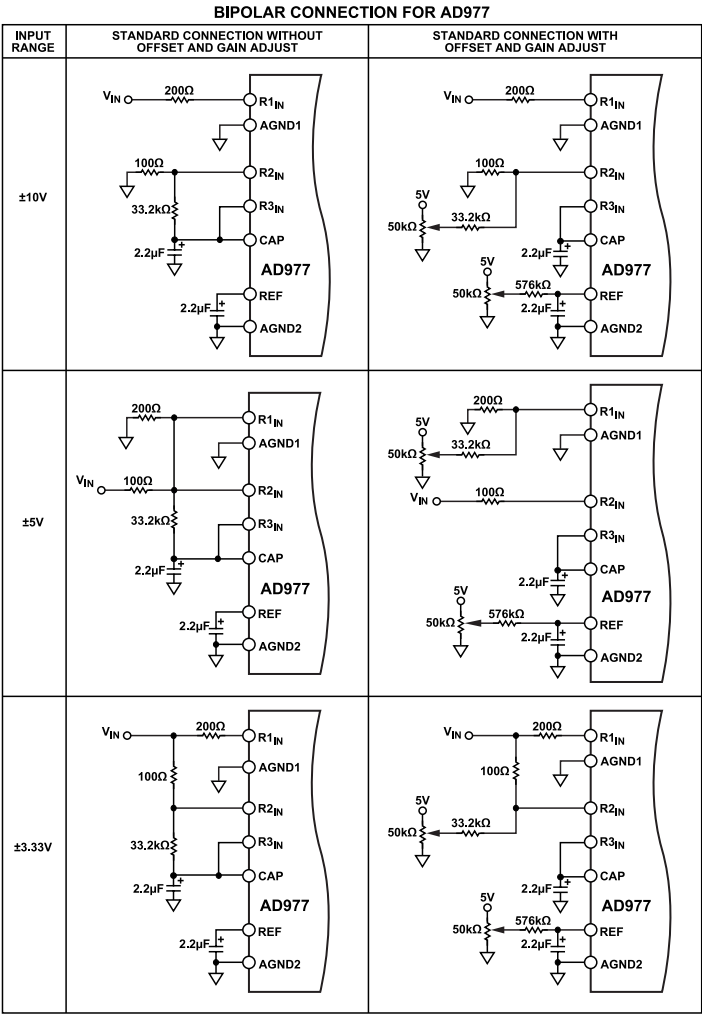 BIPOLAR CONNECTION FOR AD977
INPUT
RANGE
STANDARD CONNECTION WITHOUT
OFFSET AND GAIN ADJUST
STANDARD CONNECTION WITH
OFFSET AND GAIN ADJUST
±10V
VIN
200Ω
R1IN
AGND1
100Ω
R2IN
33.2kΩ
R3IN
CAP
2.2µF
+
AD977
REF
2.2µF
+
AGND2
VIN
200Ω
R1IN
AGND1
100Ω
R2IN
5V
33.2kΩ
50kΩ
R3IN
CAP
2.2µF
+
5V
AD977
576kΩ
50kΩ
REF
2.2µF
+
AGND2
±5V
200Ω
R1IN
AGND1
VIN
100Ω
R2IN
33.2kΩ
R3IN
CAP
2.2µF
+
AD977
REF
2.2µF
+
AGND2
200Ω
R1IN
5V
33.2kΩ
50kΩ
AGND1
VIN
100Ω
R2IN
R3IN
CAP
2.2µF
+
5V
AD977
576kΩ
50kΩ
REF
2.2µF
+
AGND2
±3.33V
VIN
200Ω
R1IN
AGND1
100Ω
R2IN
33.2kΩ
R3IN
CAP
2.2µF
+
AD977
REF
2.2µF
+
AGND2
VIN
200Ω
R1IN
AGND1
100Ω
5V
R2IN
33.2kΩ
50kΩ
R3IN
CAP
2.2µF
+
5V
AD977
576kΩ
50kΩ
REF
2.2µF
+
AGND2